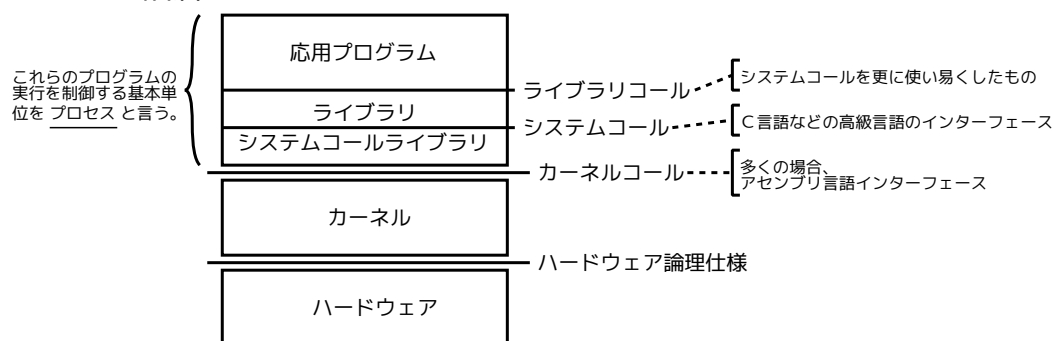 応用プログラム
これらのプログラムの
実行を制御する基本単
位を プロセス と言う。
ライブラリコール
システムコールを更に使い易くしたもの
ライブラリ
システムコール
C言語などの高級言語のインターフェース
システムコールライブラリ
カーネルコール
多くの場合、
アセンブリ言語インターフェース
カーネル
ハードウェア論理仕様
ハードウェア